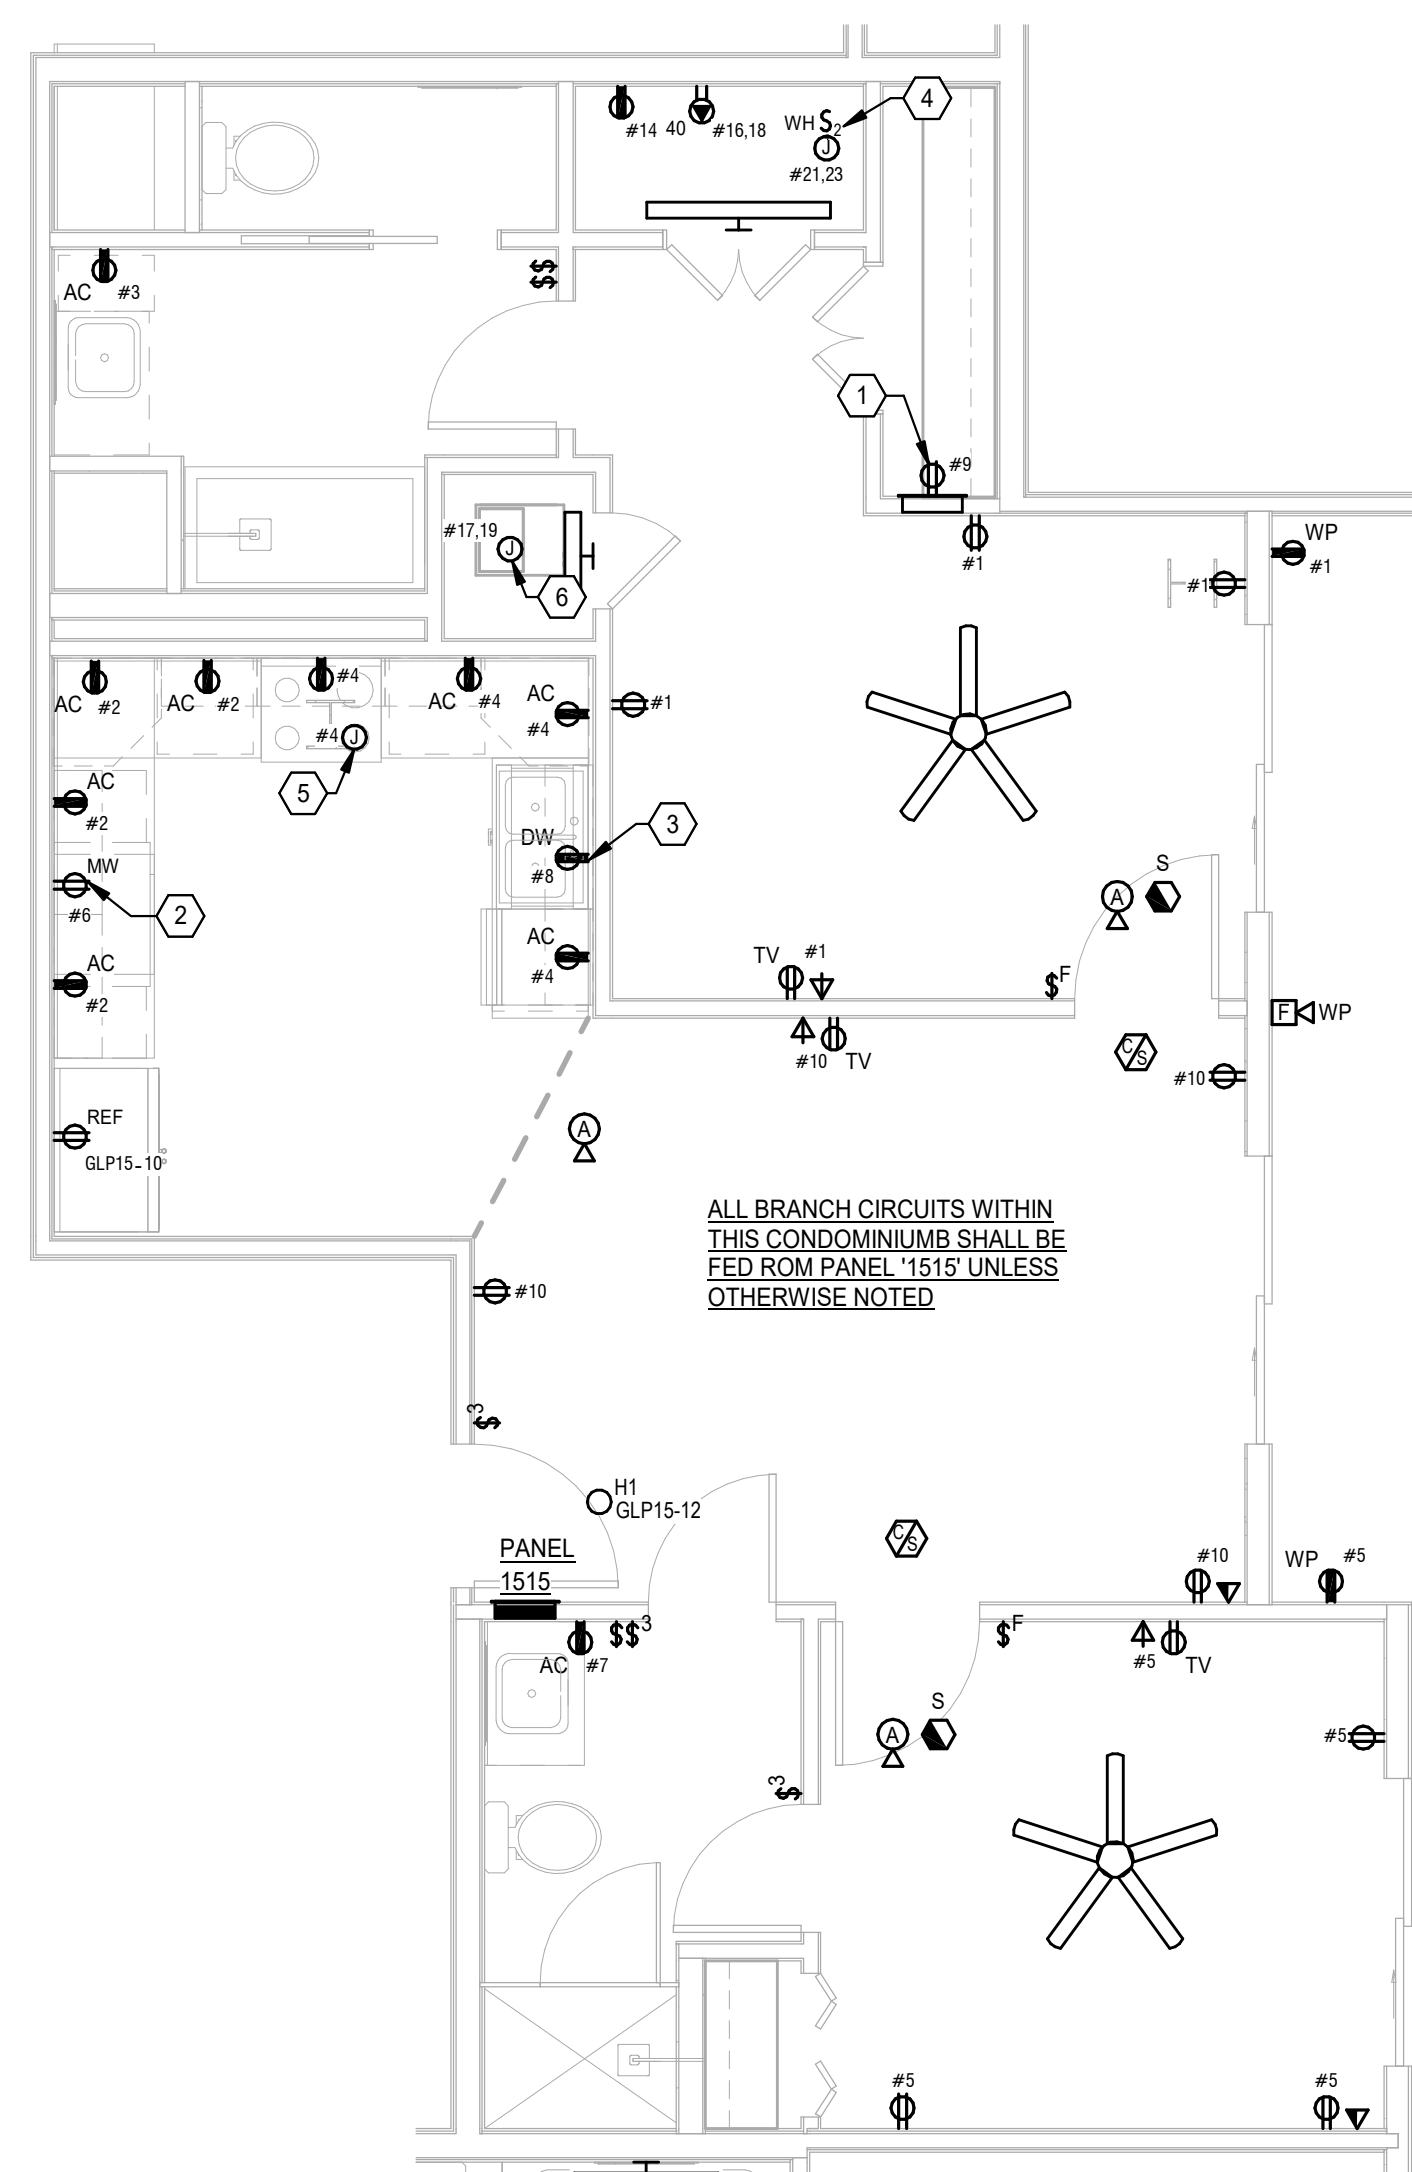 4
WH S2
#14 40 #16,18
J
#21,23
AC #3
$$
1
#9
#17,19
J
6
#1
WP
#1
#1
#4
AC #2
AC #2
AC #4
AC
#4
#1
#4 J
5
AC
#2
3
DW
#8
MW
#6
2
AC
#2
AC
#4
S
A
TV #1
$F
F WP
#10 TV
C/S
#10
REF
GLP15-10
A
ALL BRANCH CIRCUITS WITHIN
THIS CONDOMINIUMB SHALL BE
FED ROM PANEL '1515' UNLESS
OTHERWISE NOTED
#10
$3
H1
GLP15-12
PANEL
1515
C/S
#10
WP #5
$$3
AC #7
$F
#5 TV
S
A
#5
$3
#5
#5